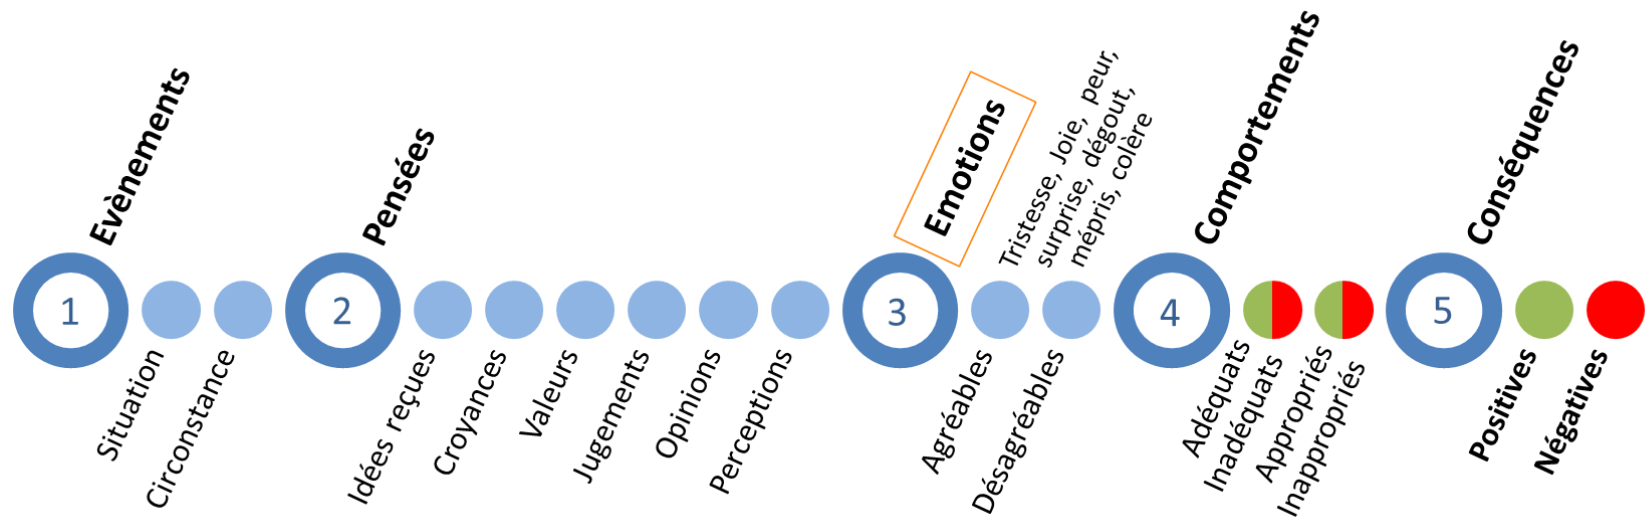 Evènements
1
Situation
Circonstance
Pensées
2
Idées reçues
Croyances
Valeurs
Jugements
Opinions
Perceptions
Emotions
3
Tristesse, Joie, peur,
surprise, dégout,
mépris, colère
Agréables
Désagréables
Comportements
4
Adéquats
Inadéquats
Appropriés
Inappropriés
Conséquences
5
Positives
Négatives